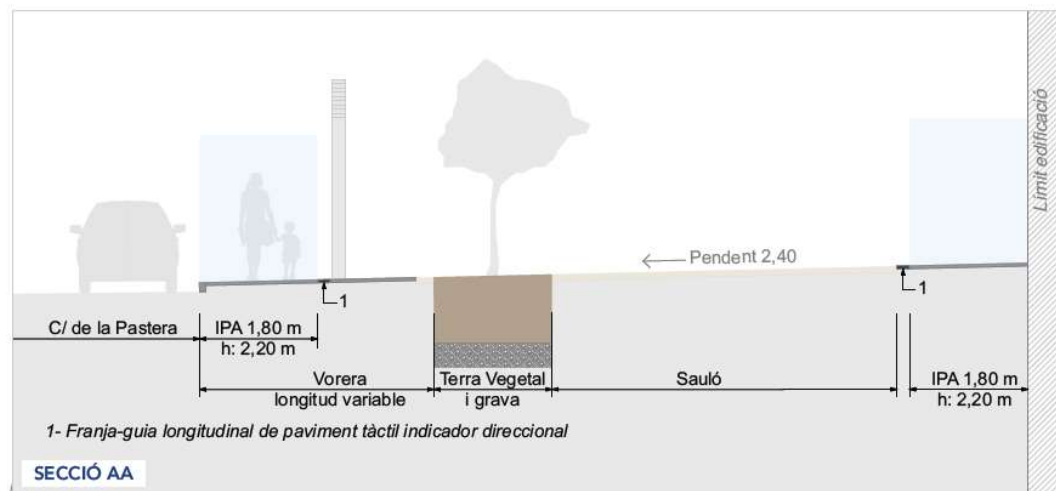 Límit edificació
Pendent 2,40
1
1
C/ de la Pastera
IPA 1,80 m
h: 2,20 m
Vorera
longitud variable
Terra Vegetal
i grava
Sauló
IPA 1,80 m
h: 2,20 m
1- Franja-guia longitudinal de paviment tàctil indicador direccional
SECCIÓ AA